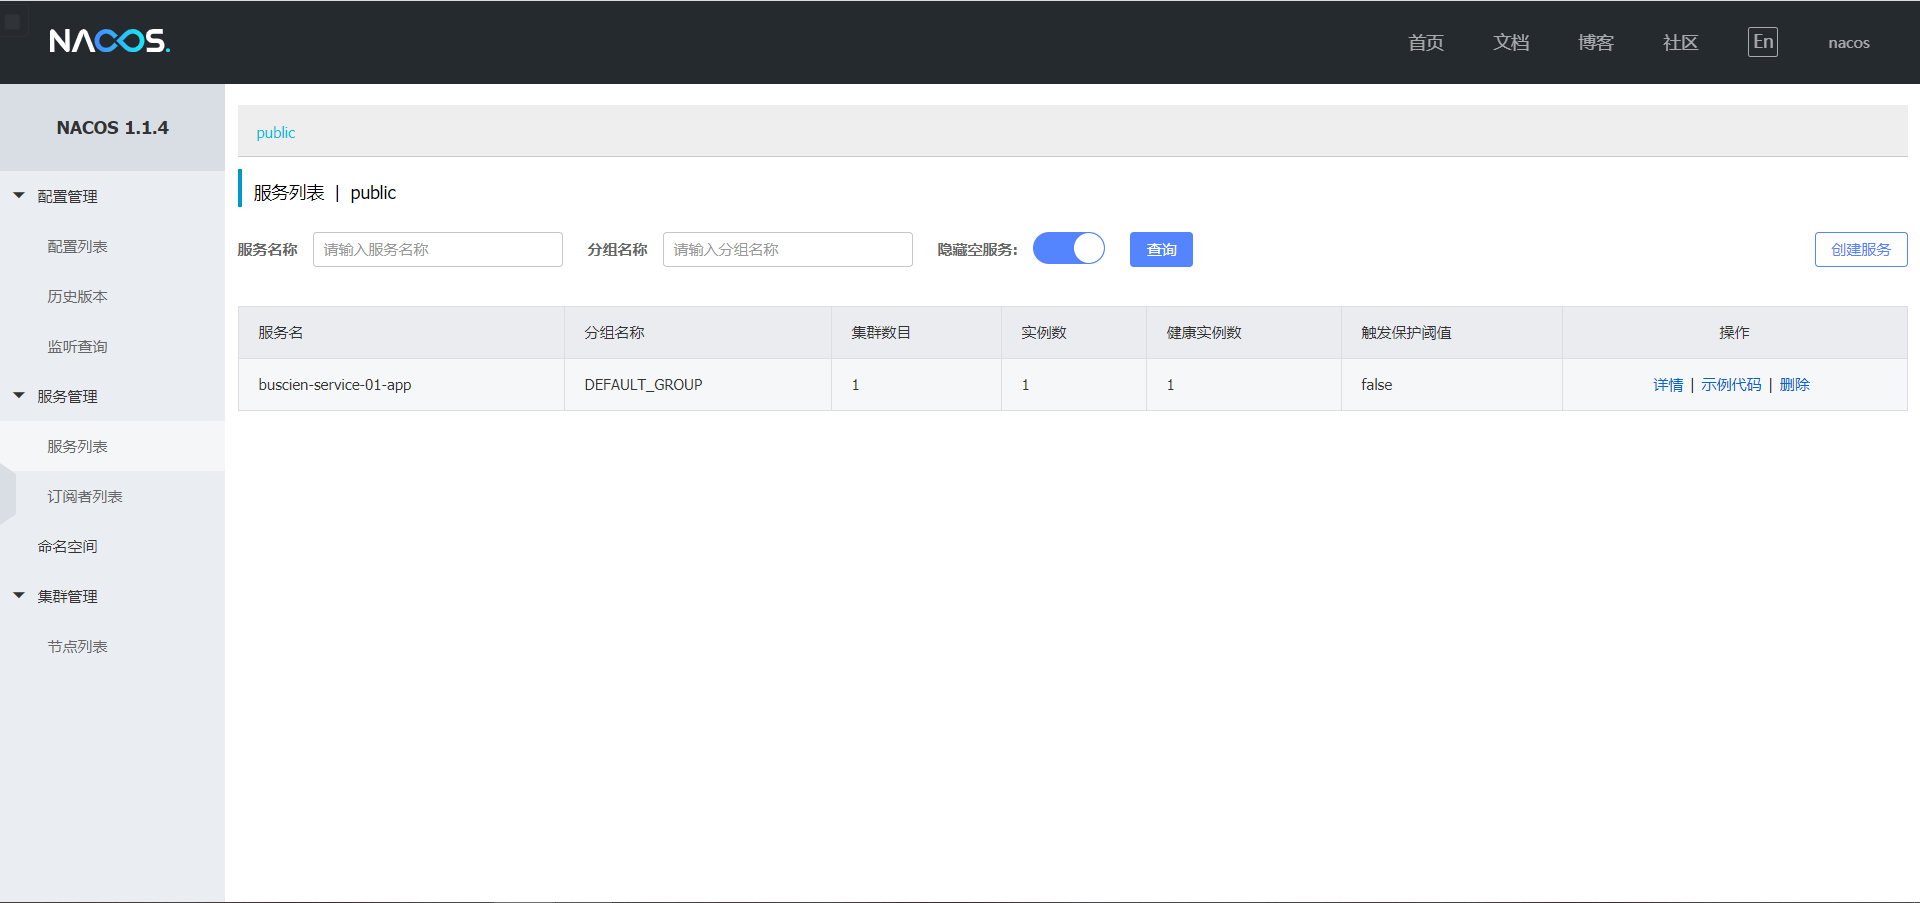 NACOS.
首页 文档 博客 社区 En nacos
NACOS 1.1.4
配置管理
配置列表
历史版本
监听查询
服务管理
服务列表
订阅者列表
命名空间
集群管理
节点列表
public
服务列表 | public
服务名称 请输入服务名称 分组名称 请输入分组名称 隐藏空服务: 查询 创建服务
服务名 分组名称 集群数目 实例数 健康实例数 触发保护阈值 操作
buscien-service-01-app DEFAULT_GROUP 1 1 1 false 详情 | 示例代码 | 删除